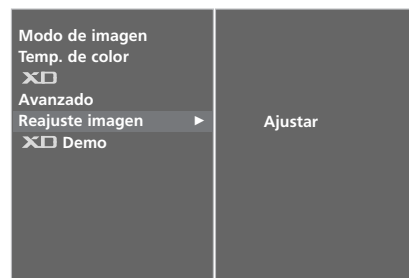 Modo de imagen
Temp. de color
XD
Avanzado
Reajuste imagen ►
XD Demo
Ajustar